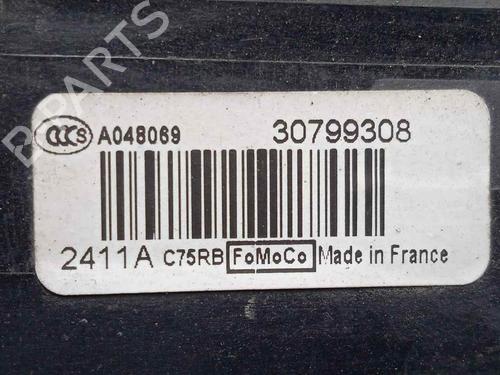 CCC S A048069 30799308
2411A C75RB FoMoCo Made in France
B PARTS